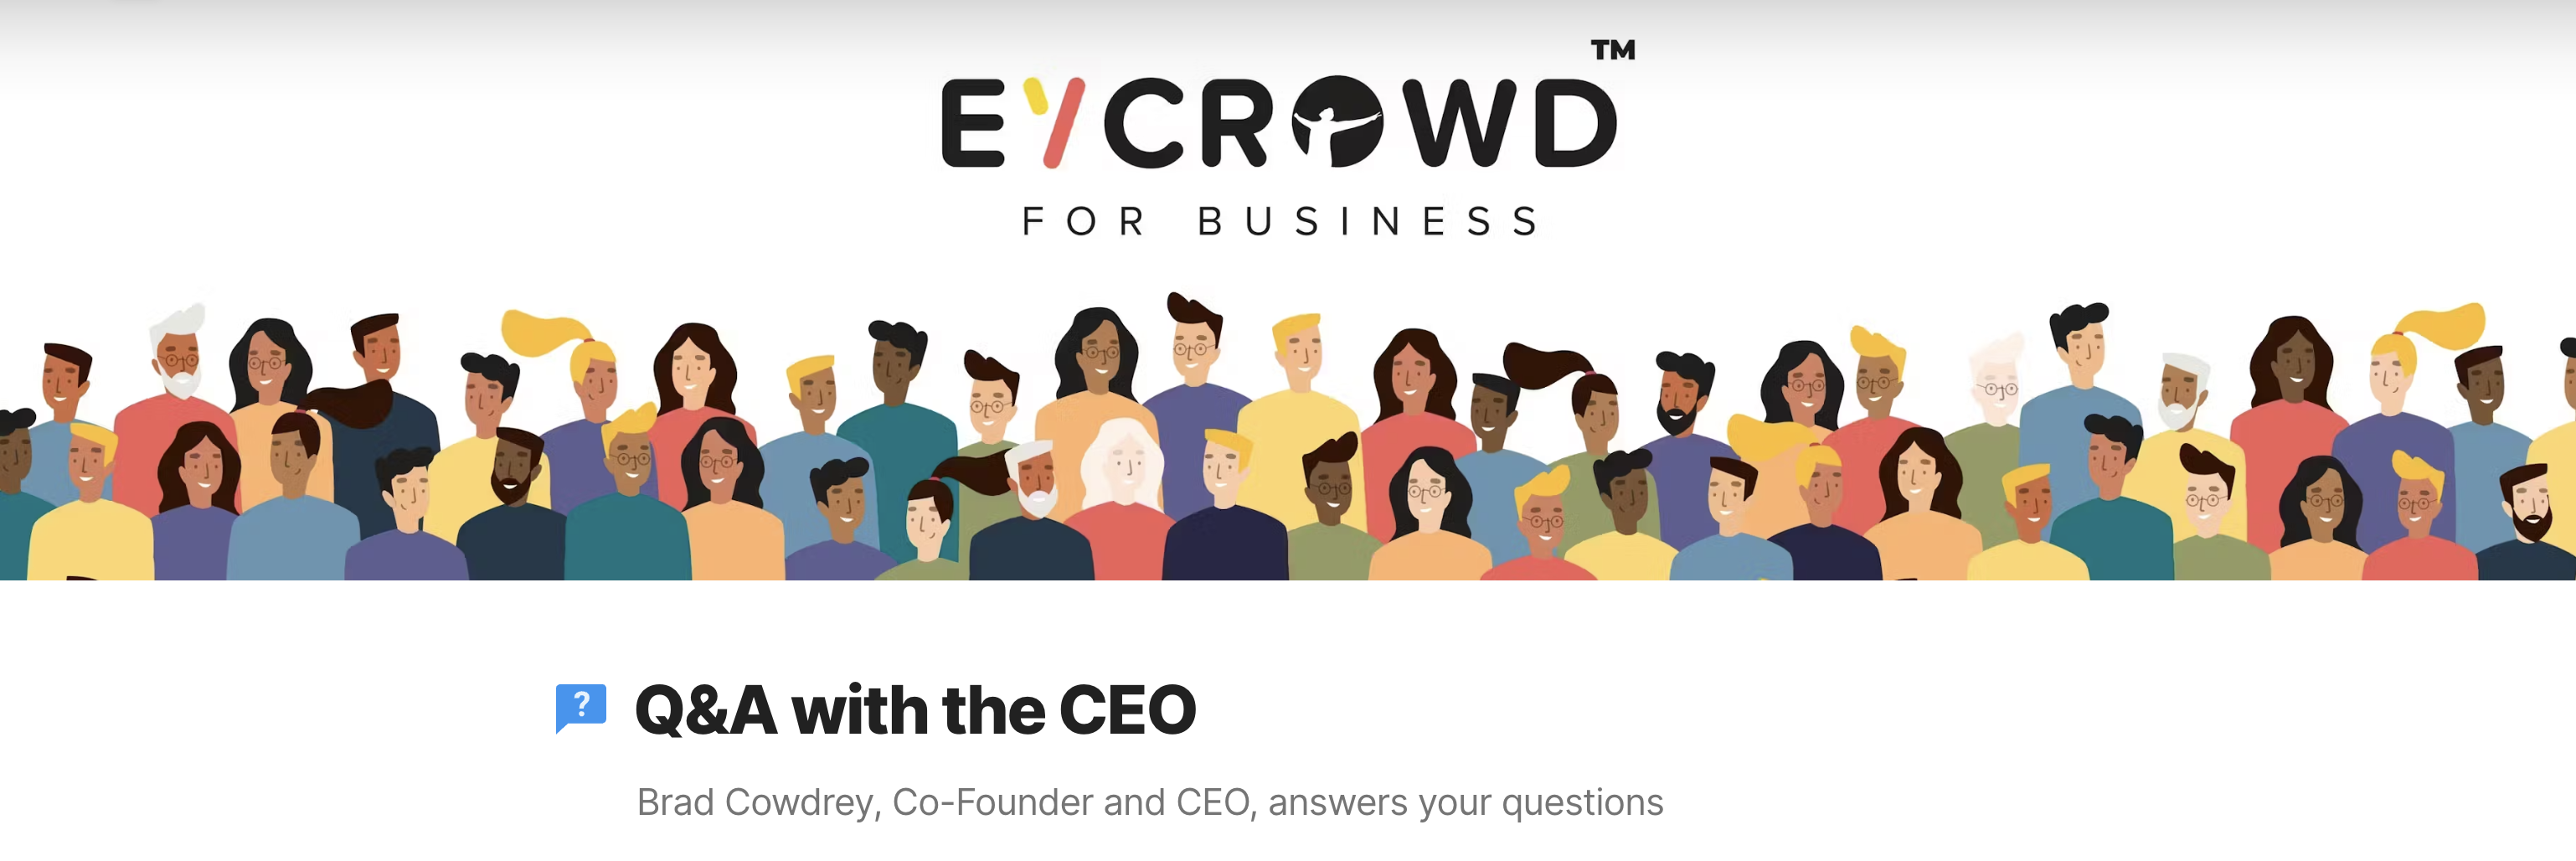 EYCROWD™
FOR BUSINESS
?
Q&A with the CEO
Brad Cowdrey, Co-Founder and CEO, answers your questions